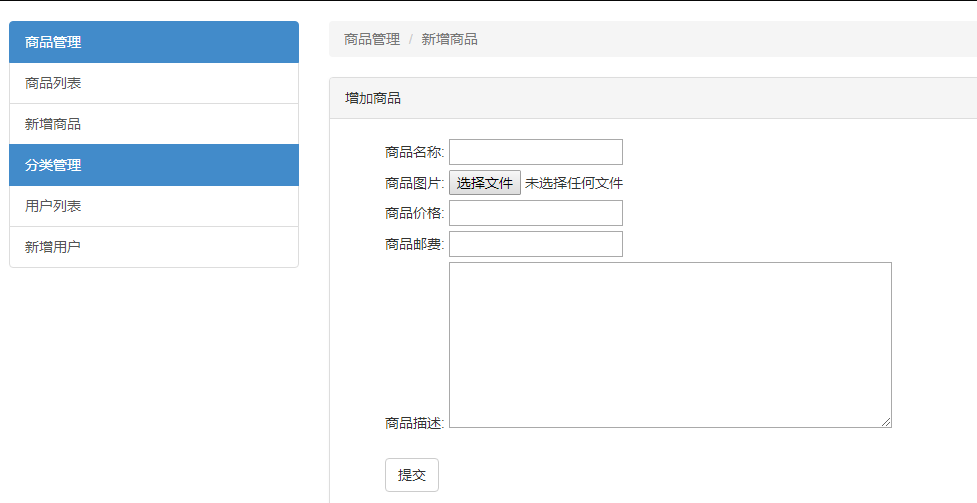 商品管理
商品列表
新增商品
分类管理
用户列表
新增用户
商品管理 / 新增商品
增加商品
商品名称:
商品图片: 选择文件 未选择任何文件
商品价格:
商品邮费:
商品描述:
提交